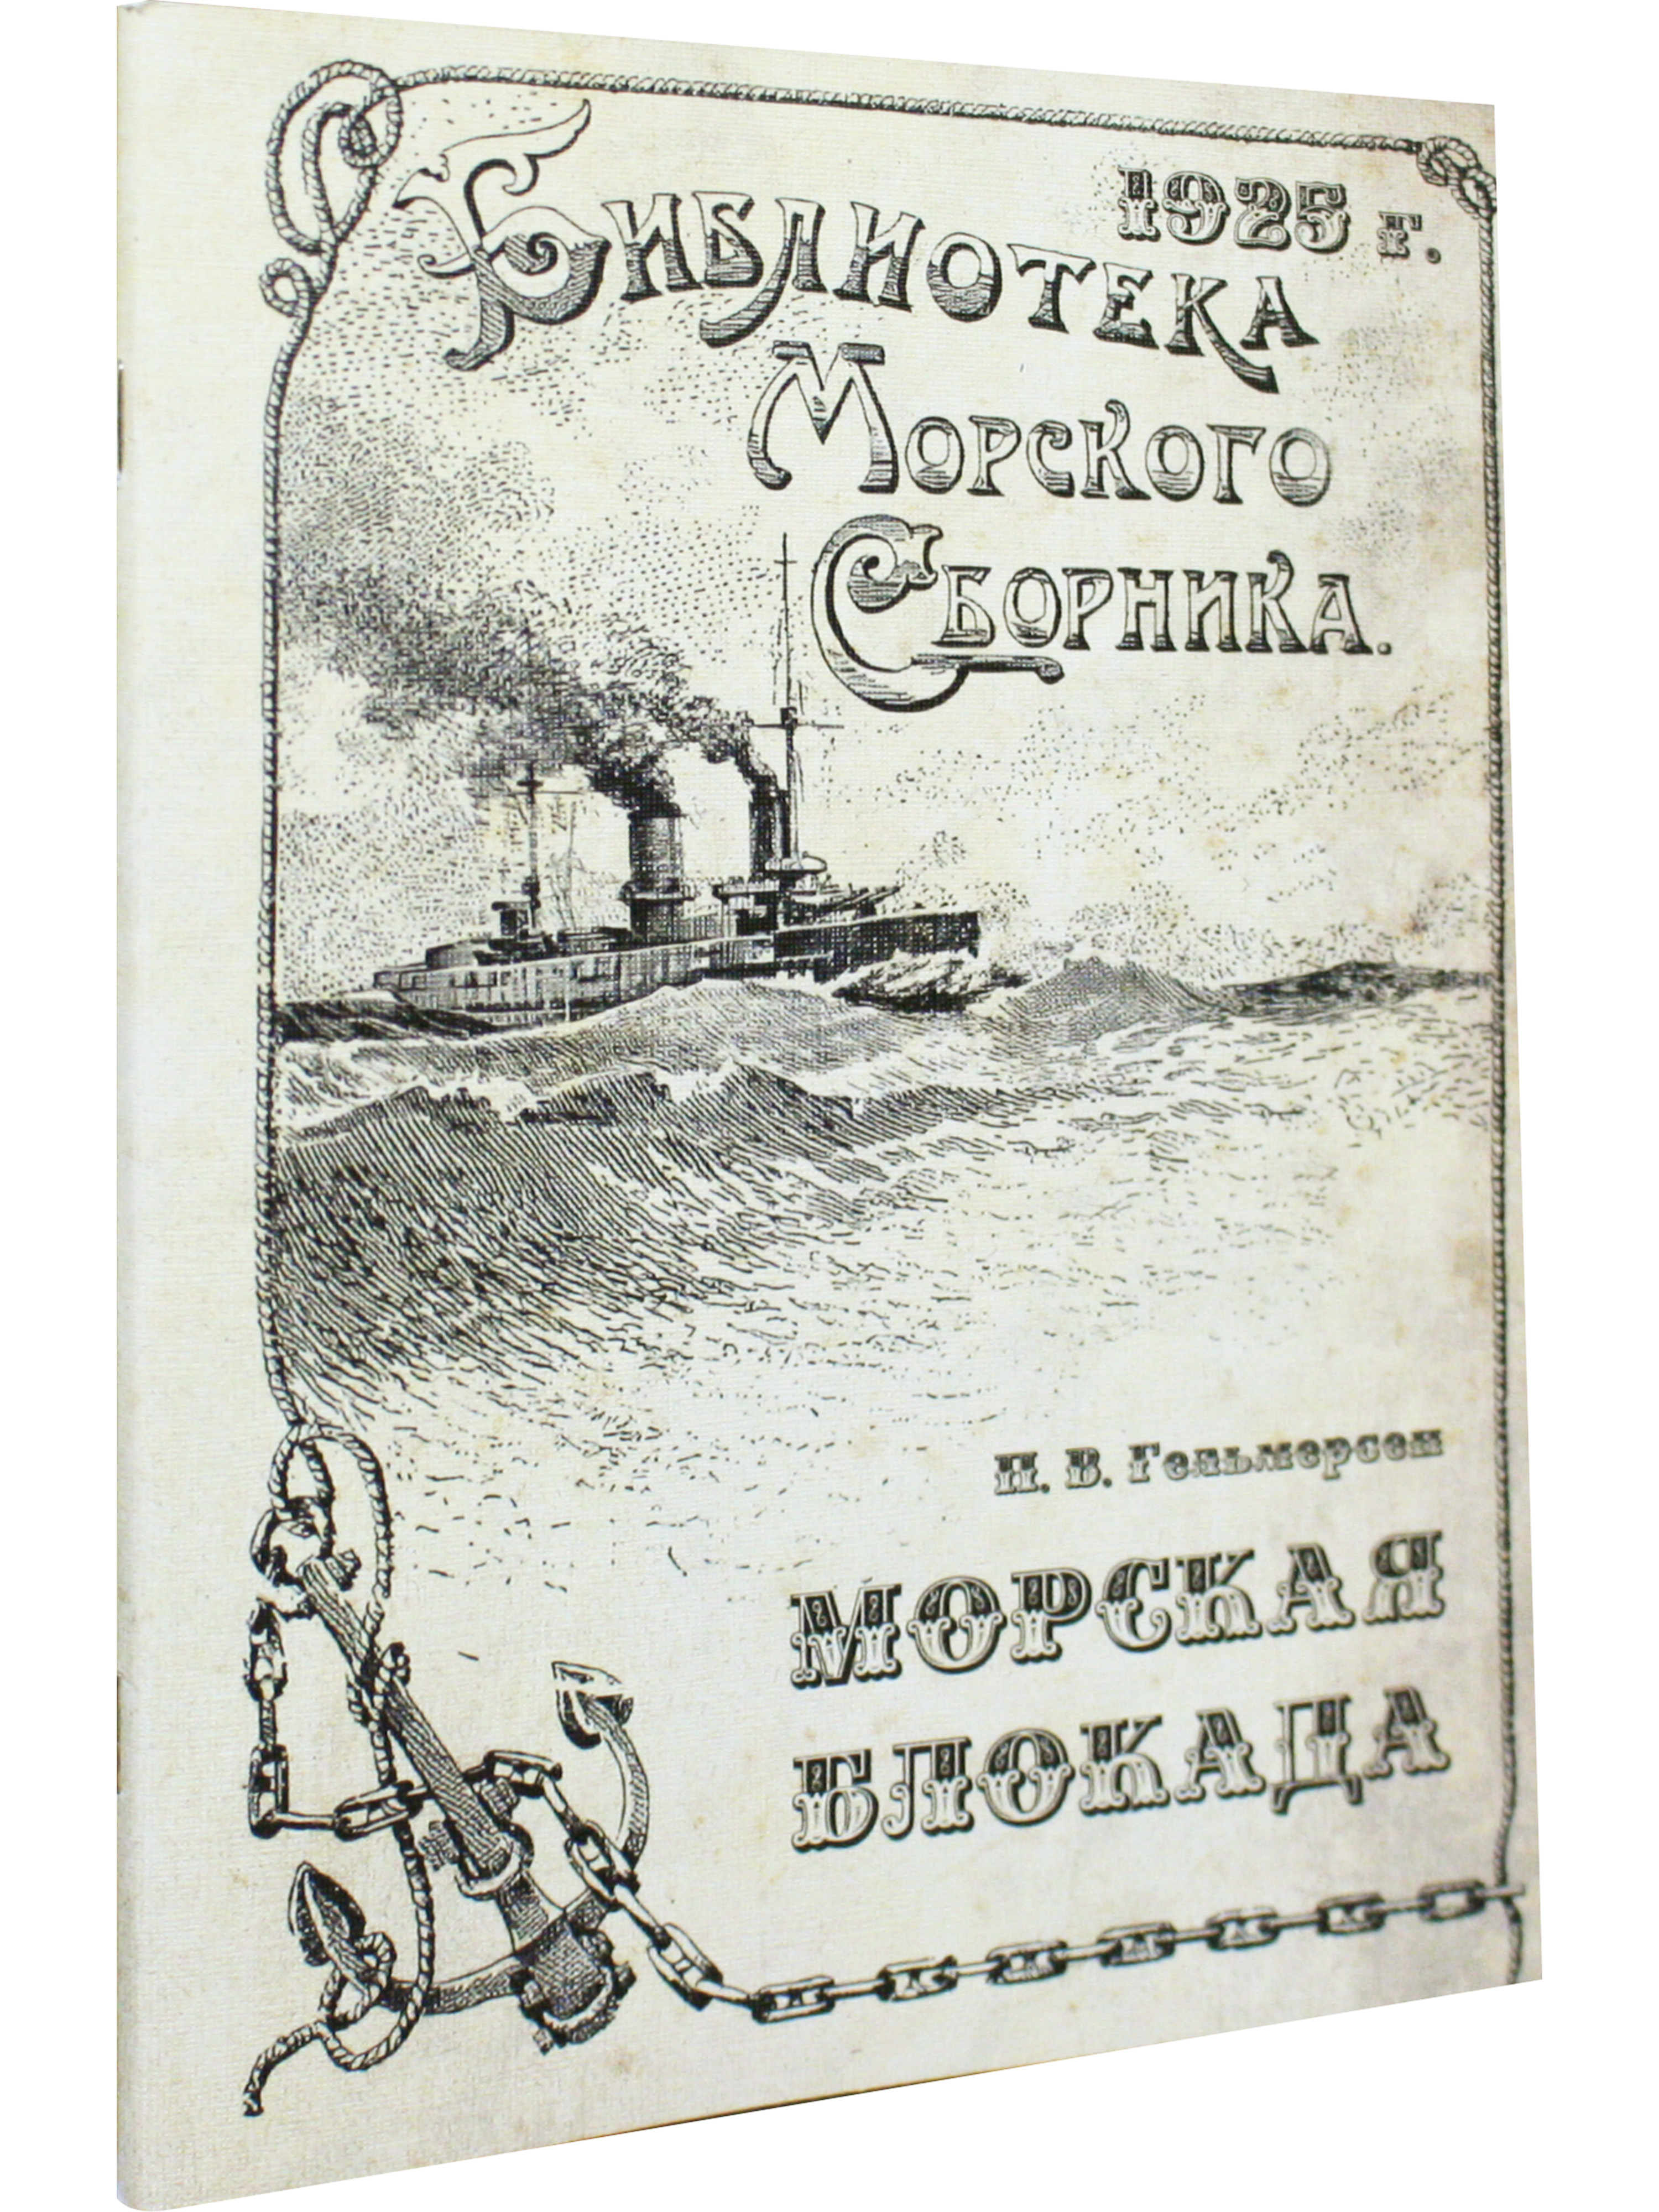 1925 г.
Библиотека
Морского
Сборника.
П. В. Гельмерсен
МОРСКАЯ
БЛОКАДА